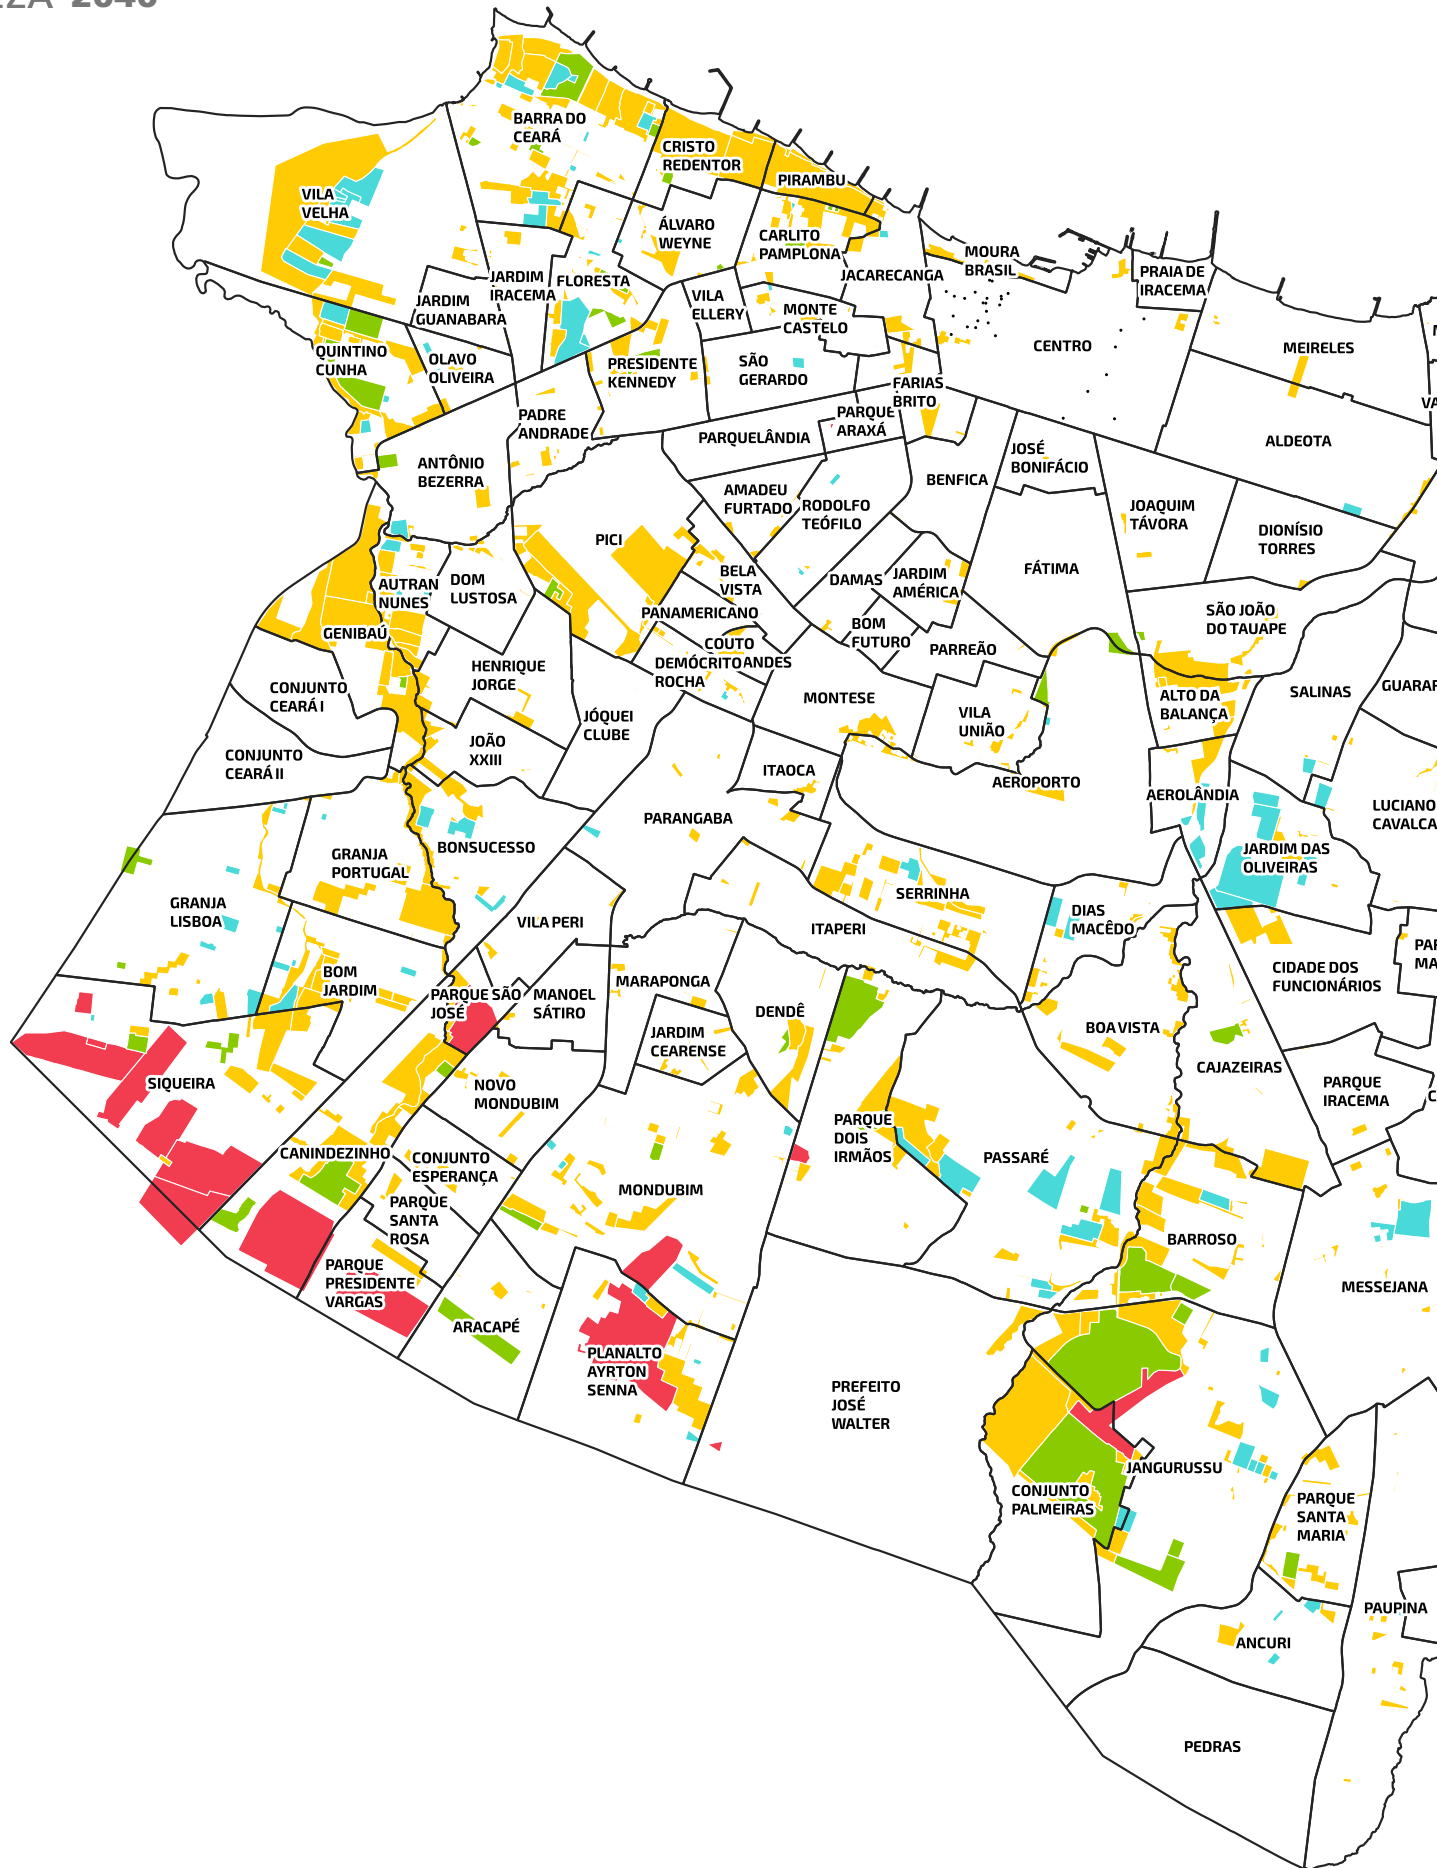 2040
BARRA DO
CEARÁ
CRISTO
REDENTOR
PIRAMBU
VILA
VELHA
ÁLVARO
WEYNE
CARLITO
PAMPLONA
JACARECANGA
MOURA
BRASIL
PRAIA DE
IRACEMA
JARDIM
IRACEMA
FLORESTA
JARDIM
GUANABARA
VILA
ELLERY
MONTE
CASTELO
CENTRO
MEIRELES
QUINTINO
CUNHA
OLAVO
OLIVEIRA
PRESIDENTE
KENNEDY
SÃO
GERARDO
FARIAS
BRITO
PADRE
ANDRADE
PARQUE
ARAXÁ
PARQUELÂNDIA
ALDEOTA
ANTÔNIO
BEZERRA
JOSÉ
BONIFÁCIO
BENFICA
AMADEU
FURTADO
RODOLFO
TEÓFILO
JOAQUIM
TÁVORA
DIONÍSIO
TORRES
PICI
BELA
VISTA
DAMAS
JARDIM
AMÉRICA
FÁTIMA
AUTRAN
NUNES
DOM
LUSTOSA
PANAMERICANO
SÃO JOÃO
DO TAUAPE
GENIBAÚ
BOM
FUTURO
PARREÃO
COUTO
ANDES
DEMÓCRITO
ROCHA
HENRIQUE
JORGE
CONJUNTO
CEARÁ I
MONTESE
ALTO DA
BALANÇA
SALINAS
JÓQUEI
CLUBE
VILA
UNIÃO
JOÃO
XXIII
CONJUNTO
CEARÁ II
ITAOCA
AEROPORTO
AEROLÂNDIA
LUCIANO
PARANGABA
BONSUCESSO
GRANJA
PORTUGAL
JARDIM DAS
OLIVEIRAS
SERRINHA
GRANJA
LISBOA
VILA PERI
ITAPERI
DIAS
MACÊDO
BOM
JARDIM
MARAPONGA
CIDADE DOS
FUNCIONÁRIOS
PARQUE SÃO
JOSÉ
MANOEL
SÁTIRO
DENDÊ
BOA VISTA
JARDIM
CEARENSE
CAJAZEIRAS
SIQUEIRA
NOVO
MONDUBIM
PARQUE
IRACEMA
CANINDEZINHO
PARQUE
DOIS
IRMÃOS
PASSARÉ
CONJUNTO
ESPERANÇA
MONDUBIM
PARQUE
SANTA
ROSA
BARROSO
PARQUE
PRESIDENTE
VARGAS
MESSEJANA
ARACAPÉ
PLANALTO
AYRTON
SENNA
PREFEITO
JOSÉ
WALTER
JANGURUSSU
CONJUNTO
PALMEIRAS
PARQUE
SANTA
MARIA
PAUPINA
ANCURI
PEDRAS